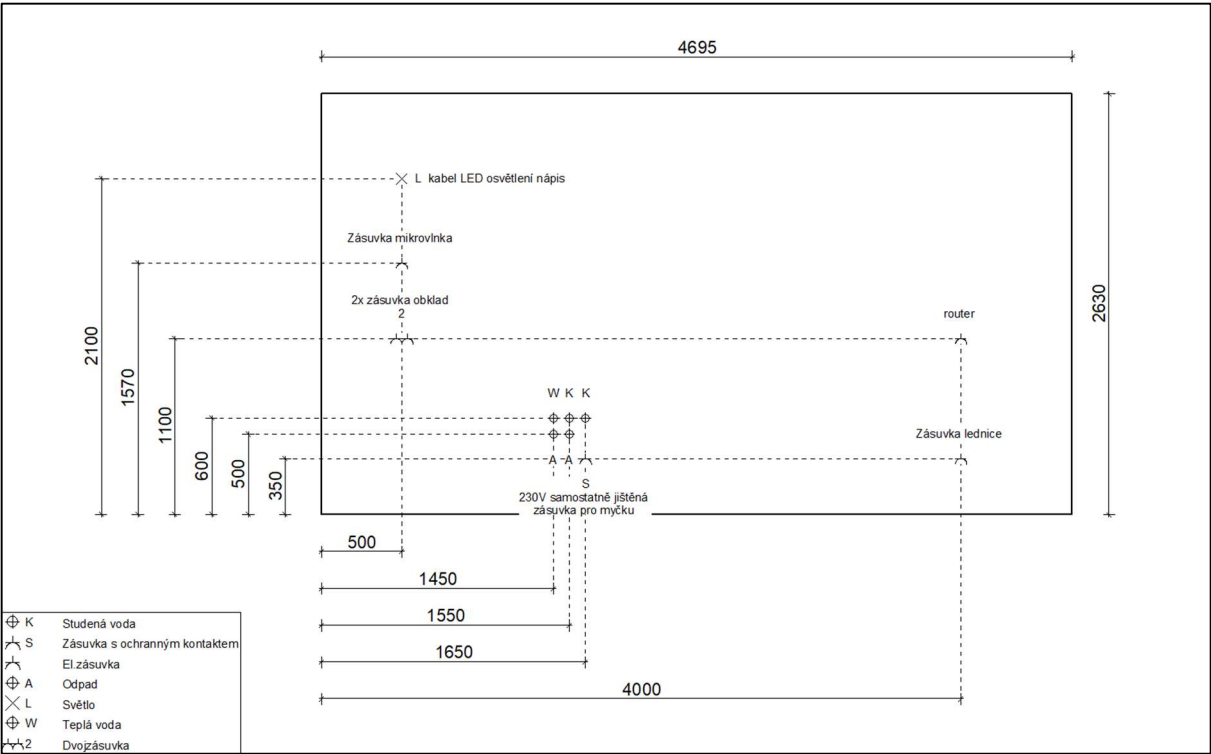 4695
L kabel LED osvětlení nápis
Zásuvka mikrovlnka
2x zásuvka obklad
2
router
2630
2100
1570
1100
600
500
350
W K K
Zásuvka lednice
A A
S
230V samostatně jištěná
zásuvka pro myčku
500
1450
1550
1650
4000
K Studená voda
S Zásuvka s ochranným kontaktem
El.zásuvka
A Odpad
L Světlo
W Teplá voda
2 Dvojzásuvka